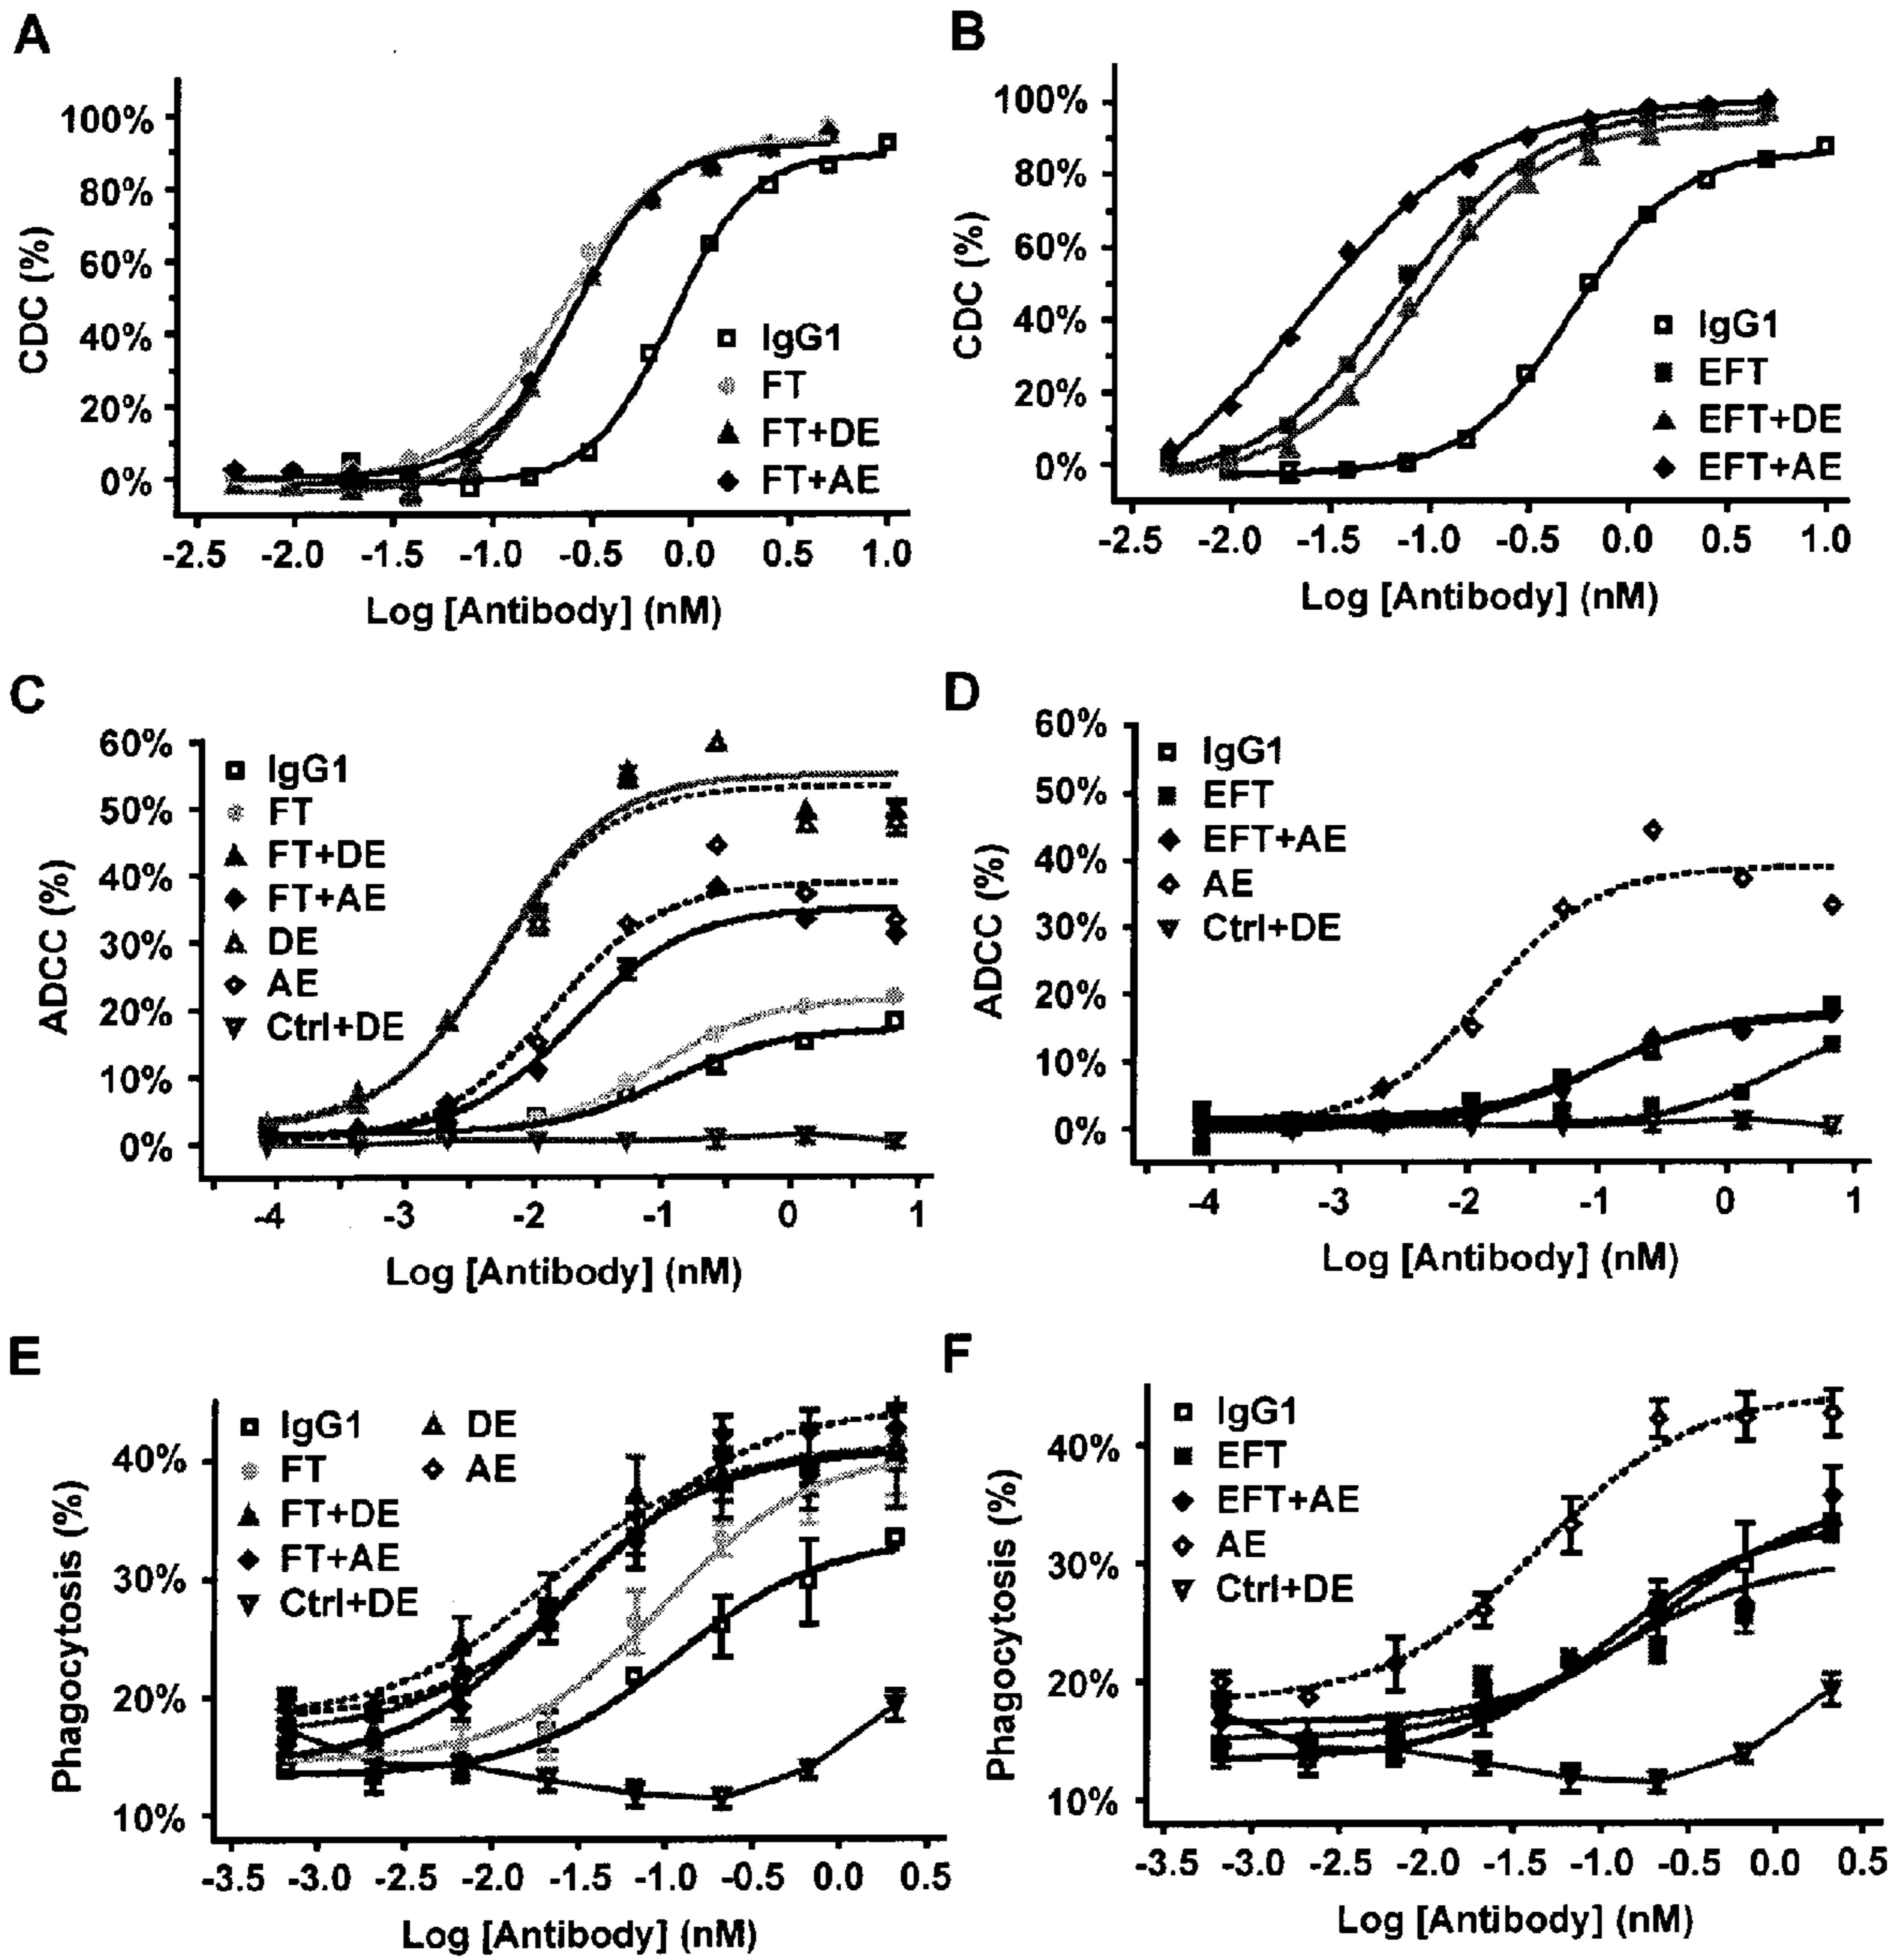 A
CDC (%)
100%
80%
60%
40%
20%
0%
IgG1
FT
FT+DE
FT+AE
-2.5 -2.0 -1.5 -1.0 -0.5 0.0 0.5 1.0
Log [Antibody] (nM)
B
CDC (%)
100%
80%
60%
40%
20%
0%
IgG1
EFT
EFT+DE
EFT+AE
-2.5 -2.0 -1.5 -1.0 -0.5 0.0 0.5 1.0
Log [Antibody] (nM)
C
ADCC (%)
60%
50%
40%
30%
20%
10%
0%
IgG1
FT
FT+DE
FT+AE
DE
AE
Ctrl+DE
-4 -3 -2 -1 0 1
Log [Antibody] (nM)
D
ADCC (%)
60%
50%
40%
30%
20%
10%
0%
IgG1
EFT
EFT+AE
AE
Ctrl+DE
-4 -3 -2 -1 0 1
Log [Antibody] (nM)
E
Phagocytosis (%)
40%
30%
20%
10%
IgG1
FT
FT+DE
FT+AE
Ctrl+DE
DE
AE
-3.5 -3.0 -2.5 -2.0 -1.5 -1.0 -0.5 0.0 0.5
Log [Antibody] (nM)
F
Phagocytosis (%)
40%
30%
20%
10%
IgG1
EFT
EFT+AE
AE
Ctrl+DE
-3.5 -3.0 -2.5 -2.0 -1.5 -1.0 -0.5 0.0 0.5
Log [Antibody] (nM)